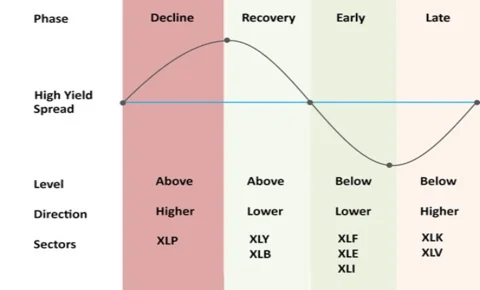 Phase Decline Recovery Early Late
High Yield
Spread
Level Above Above Below Below
Direction Higher Lower Lower Higher
Sectors XLP XLY XLF XLK
XLB XLE XLV
XLI